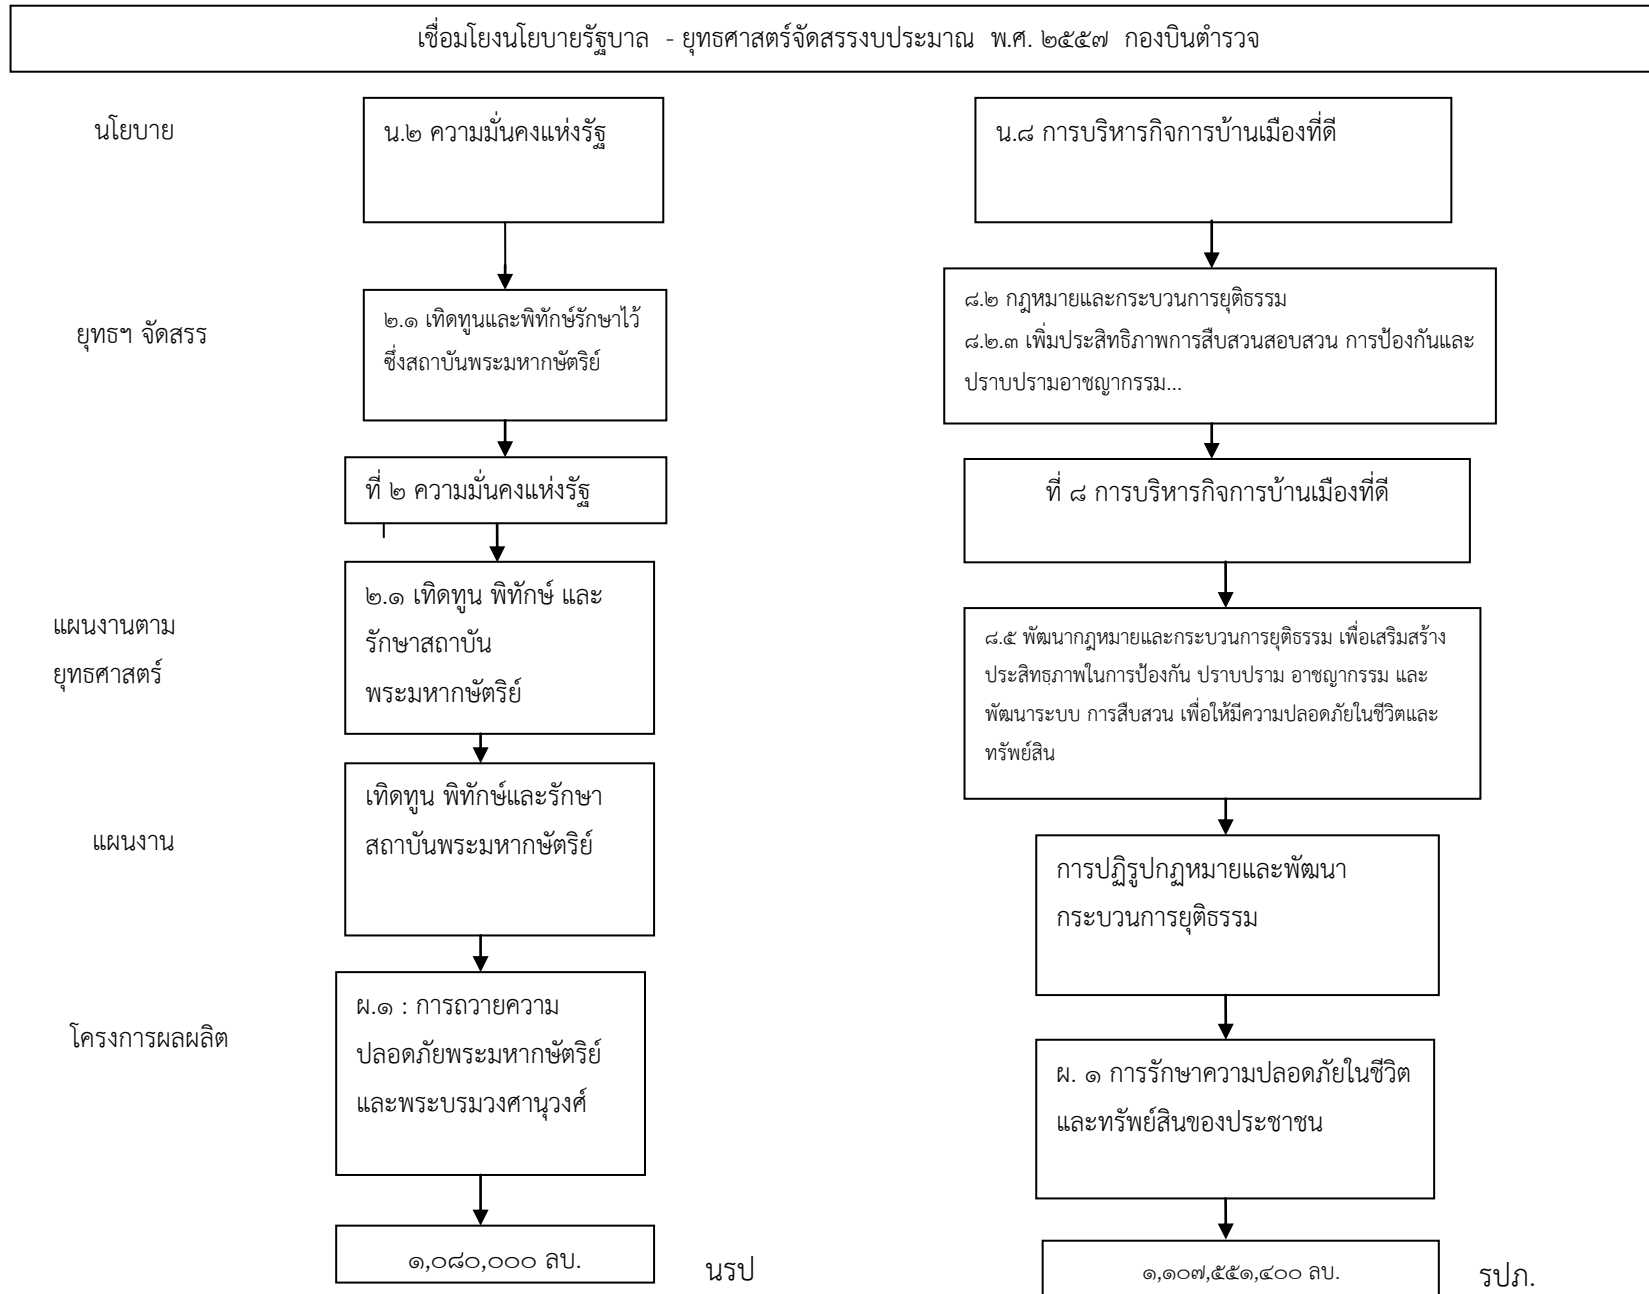 เชื่อมโยงนโยบายรัฐบาล - ยุทธศาสตร์จัดสรรงบประมาณ พ.ศ. ๒๕๕๗ กองบินตำรวจ
นโยบาย
น.๒ ความมั่นคงแห่งรัฐ
น.๘ การบริหารกิจการบ้านเมืองที่ดี
ยุทธฯ จัดสรร
๒.๑ เทิดทูนและพิทักษ์รักษาไว้
ซึ่งสถาบันพระมหากษัตริย์
๘.๒ กฎหมายและกระบวนการยุติธรรม
๘.๒.๓ เพิ่มประสิทธิภาพการสืบสวนสอบสวน การป้องกันและ
ปราบปรามอาชญากรรม...
ที่ ๒ ความมั่นคงแห่งรัฐ
ที่ ๘ การบริหารกิจการบ้านเมืองที่ดี
แผนงานตาม
ยุทธศาสตร์
๒.๑ เทิดทูน พิทักษ์ และ
รักษาสถาบัน
พระมหากษัตริย์
๘.๕ พัฒนากฎหมายและกระบวนการยุติธรรม เพื่อเสริมสร้าง
ประสิทธฺภาพในการป้องกัน ปราบปราม อาชญากรรม และ
พัฒนาระบบ การสืบสวน เพื่อให้มีความปลอดภัยในชีวิตและ
ทรัพย์สิน
แผนงาน
เทิดทูน พิทักษ์และรักษา
สถาบันพระมหากษัตริย์
การปฏิรูปกฏหมายและพัฒนา
กระบวนการยุติธรรม
โครงการผลผลิต
ผ.๑ : การถวายความ
ปลอดภัยพระมหากษัตริย์
และพระบรมวงศานุวงศ์
ผ. ๑ การรักษาความปลอดภัยในชีวิต
และทรัพย์สินของประชาชน
๑,๐๘๐,๐๐๐ ลบ.
นรป
๑,๑๐๗,๕๕๑,๔๐๐ ลบ.
รปภ.